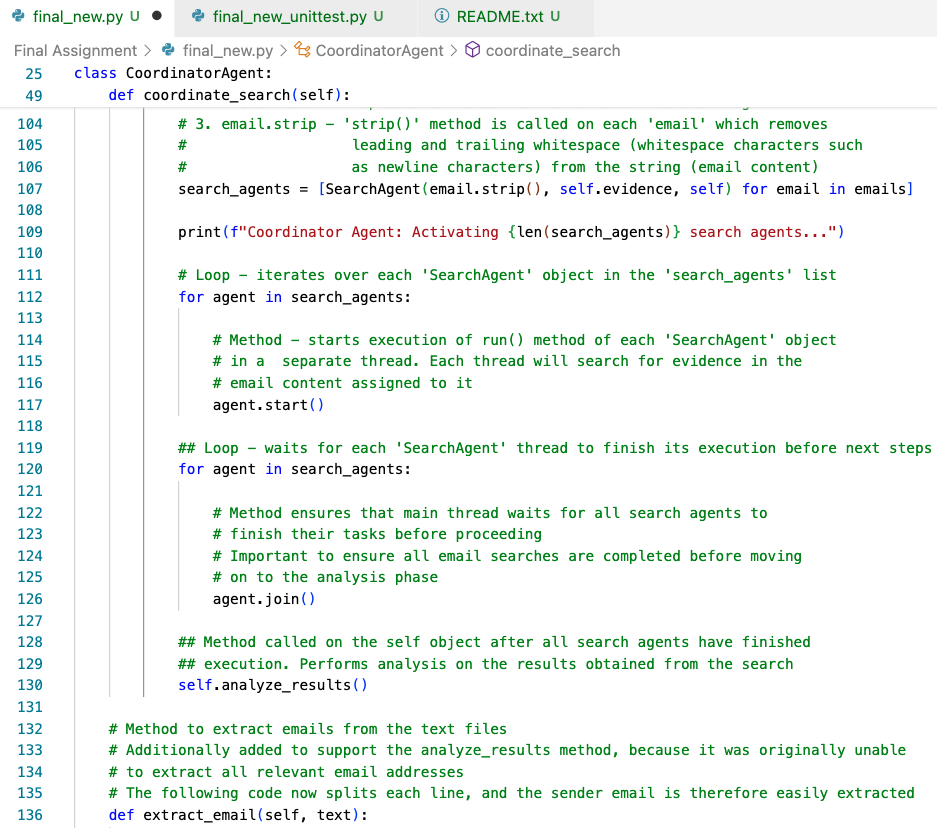 final_new.py U ● final_new_unittest.py U README.txt U
Final Assignment > final_new.py > CoordinatorAgent > coordinate_search
25 class CoordinatorAgent:
49 def coordinate_search(self):
104 # 3. email.strip - 'strip()' method is called on each 'email' which removes
105 # leading and trailing whitespace (whitespace characters such
106 # as newline characters) from the string (email content)
107 search_agents = [SearchAgent(email.strip(), self.evidence, self) for email in emails]
108
109 print(f"Coordinator Agent: Activating {len(search_agents)} search agents...")
110
111 # Loop - iterates over each 'SearchAgent' object in the 'search_agents' list
112 for agent in search_agents:
113
114 # Method - starts execution of run() method of each 'SearchAgent' object
115 # in a  separate thread. Each thread will search for evidence in the
116 # email content assigned to it
117 agent.start()
118
119 ## Loop - waits for each 'SearchAgent' thread to finish its execution before next steps
120 for agent in search_agents:
121
122 # Method ensures that main thread waits for all search agents to
123 # finish their tasks before proceeding
124 # Important to ensure all email searches are completed before moving
125 # on to the analysis phase
126 agent.join()
127
128 ## Method called on the self object after all search agents have finished
129 ## execution. Performs analysis on the results obtained from the search
130 self.analyze_results()
131
132 # Method to extract emails from the text files
133 # Additionally added to support the analyze_results method, because it was originally unable
134 # to extract all relevant email addresses
135 # The following code now splits each line, and the sender email is therefore easily extracted
136 def extract_email(self, text):